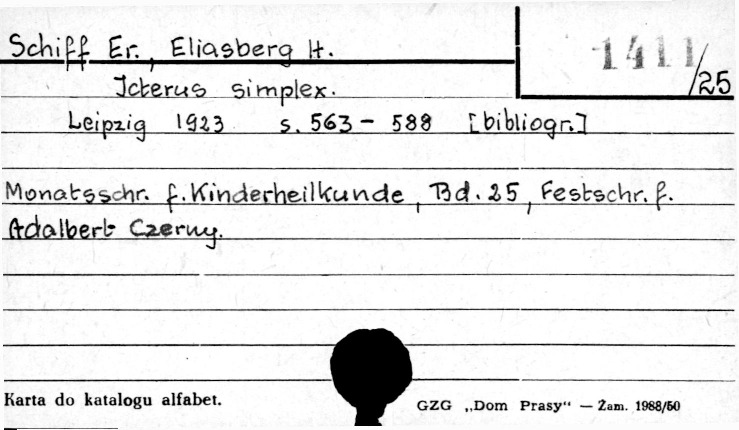 Schiff Er., Eliasberg H.
1411/25
Icterus simplex.
Leipzig 1923 s. 563 - 588 [bibliogr.]
Monatsschr. f. Kinderheilkunde, Bd. 25, Festschr. f.
Adalbert Czerny.
Karta do katalogu alfabet.
GZG „Dom Prasy“ — Zam. 1988/60